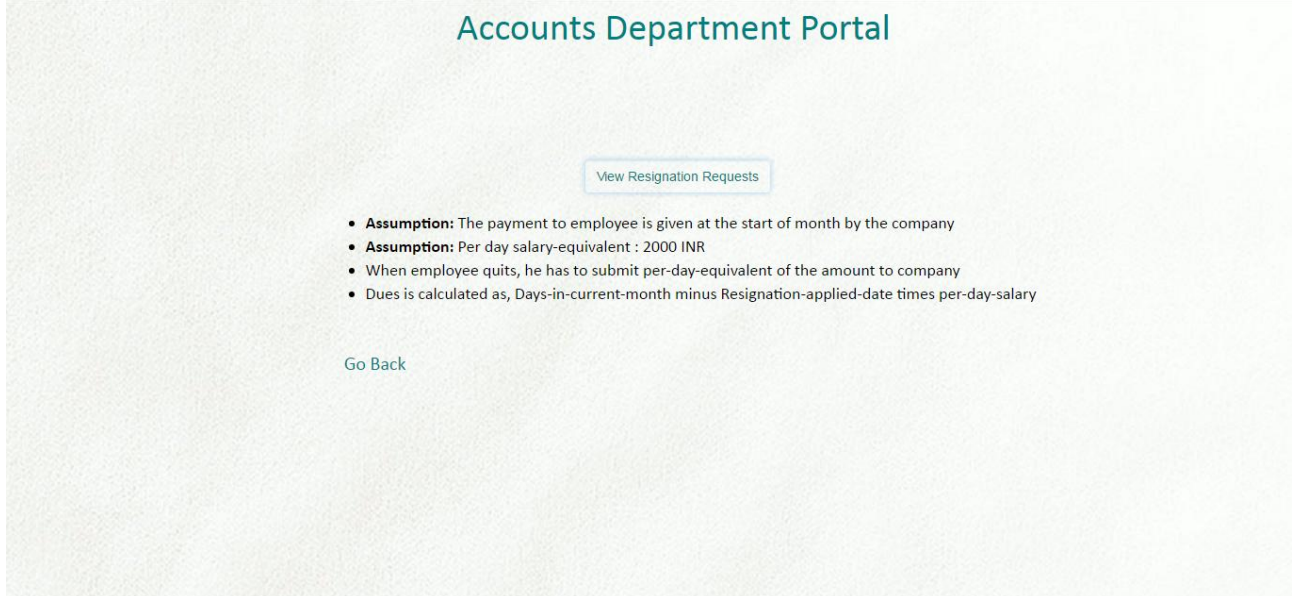 Accounts Department Portal
View Resignation Requests
• Assumption: The payment to employee is given at the start of month by the company
• Assumption: Per day salary-equivalent : 2000 INR
• When employee quits, he has to submit per-day-equivalent of the amount to company
• Dues is calculated as, Days-in-current-month minus Resignation-applied-date times per-day-salary
Go Back